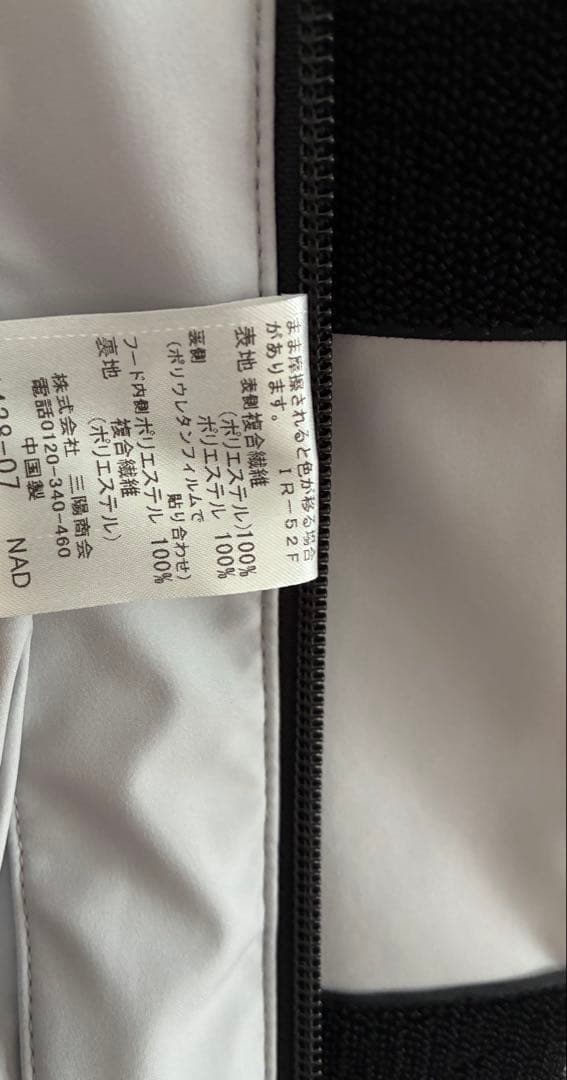 まま摩擦されると色が移る場合
があります。
IR-52F
表地 表側 複合繊維
(ポリエステル)100%
裏側 ポリエステル 100%
(ポリウレタンフィルムで
貼り合わせ)
フード内側 ポリエステル 100%
裏地 複合繊維
(ポリエステル)
株式会社 三陽商会
電話0120-340-460
中国製
438-07
NAD